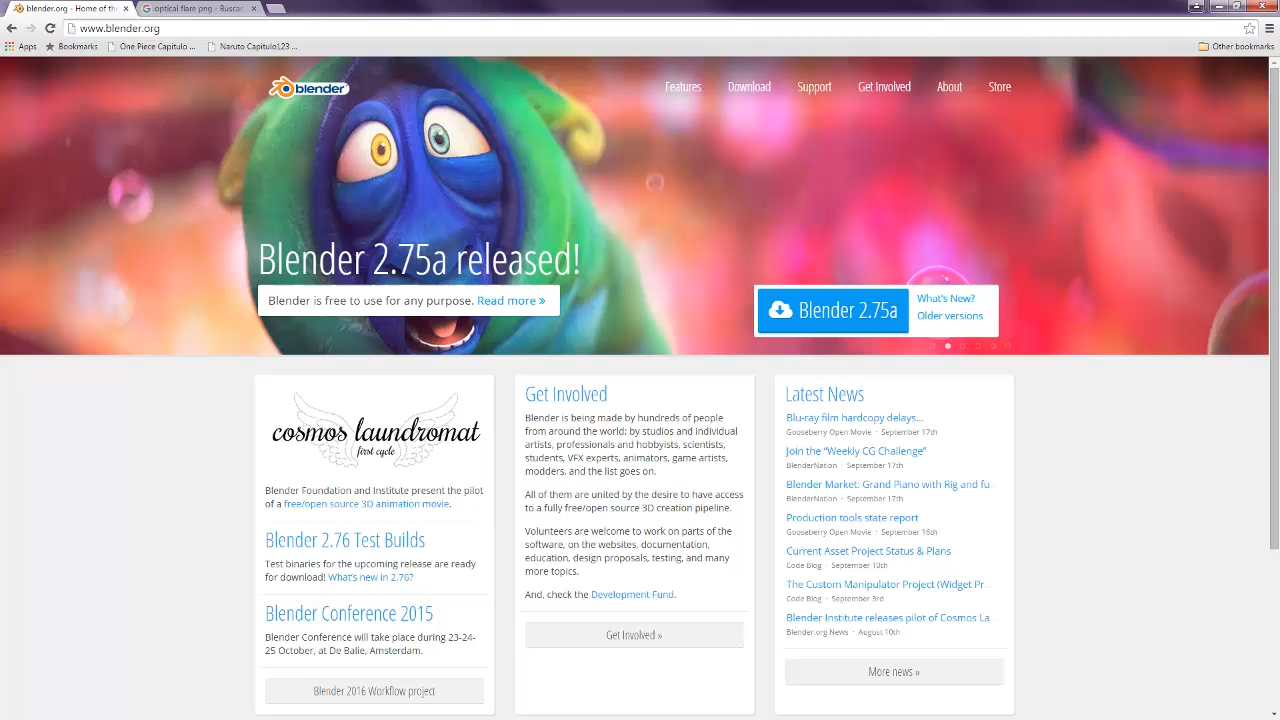 blender.org - Home of the
optical flare png - Buscar
www.blender.org
Apps
Bookmarks
One Piece Capitulo ...
Naruto Capitulo123 ...
Other bookmarks
blender
Features
Download
Support
Get Involved
About
Store
Blender 2.75a released!
Blender is free to use for any purpose. Read more »
Blender 2.75a
What's New?
Older versions
cosmos laundromat
first cycle
Blender Foundation and Institute present the pilot
of a free/open source 3D animation movie.
Blender 2.76 Test Builds
Test binaries for the upcoming release are ready
for download! What's new in 2.76?
Blender Conference 2015
Blender Conference will take place during 23-24-
25 October, at De Balie, Amsterdam.
Blender 2016 Workflow project
Get Involved
Blender is being made by hundreds of people
from around the world; by studios and individual
artists, professionals and hobbyists, scientists,
students, VFX experts, animators, game artists,
modders, and the list goes on.
All of them are united by the desire to have access
to a fully free/open source 3D creation pipeline.
Volunteers are welcome to work on parts of the
software, on the websites, documentation,
education, design proposals, testing, and many
more topics.
And, check the Development Fund.
Get Involved »
Latest News
Blu-ray film hardcopy delays...
Gooseberry Open Movie · September 17th
Join the “Weekly CG Challenge”
BlenderNation · September 17th
Blender Market: Grand Piano with Rig and fu...
BlenderNation · September 17th
Production tools state report
Gooseberry Open Movie · September 16th
Current Asset Project Status & Plans
Code Blog · September 10th
The Custom Manipulator Project (Widget Pr...
Code Blog · September 3rd
Blender Institute releases pilot of Cosmos La...
Blender.org News · August 10th
More news »